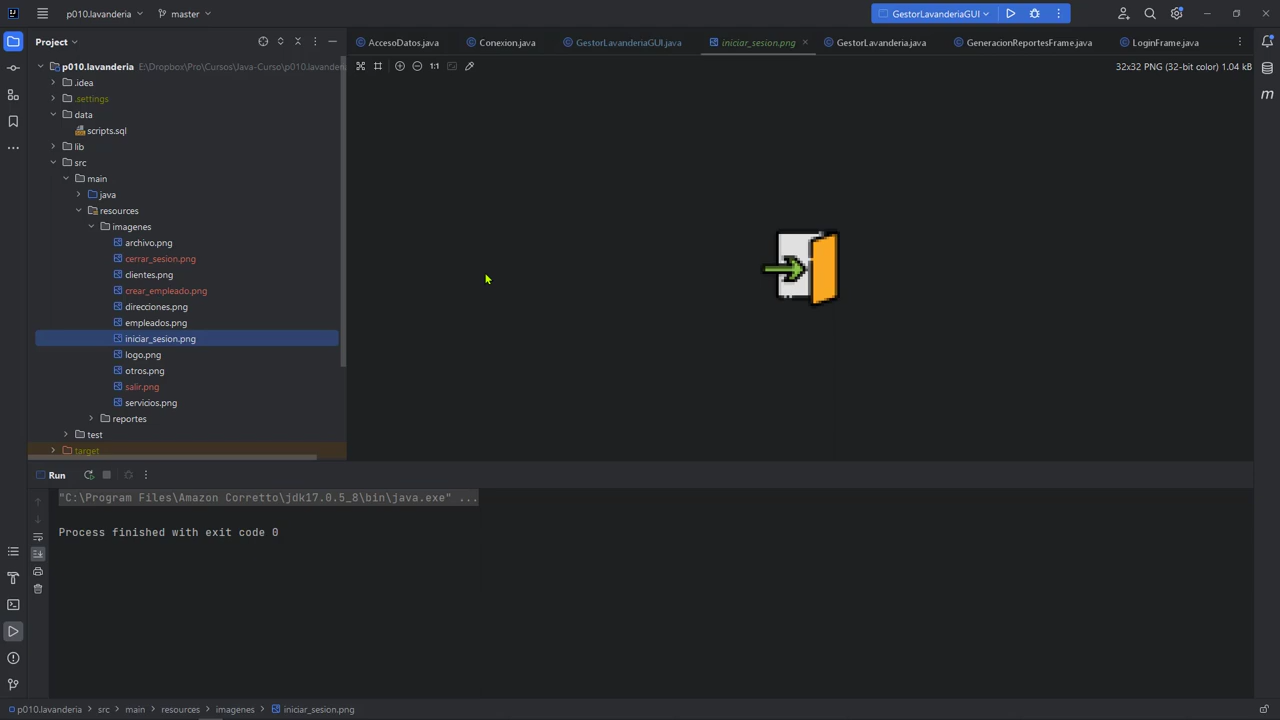 p010.lavanderia
master
GestorLavanderiaGUI
Project
AccesoDatos.java
Conexion.java
GestorLavanderiaGUI.java
iniciar_sesion.png
GestorLavanderia.java
GeneracionReportesFrame.java
LoginFrame.java
p010.lavanderia E:\Dropbox\Pro\Cursos\Java-Curso\p010.lavanderi
1:1
32x32 PNG (32-bit color) 1.04 kB
.idea
.settings
data
scripts.sql
lib
src
main
java
resources
imagenes
archivo.png
cerrar_sesion.png
clientes.png
crear_empleado.png
direcciones.png
empleados.png
iniciar_sesion.png
logo.png
otros.png
salir.png
servicios.png
reportes
test
target
Run
"C:\Program Files\Amazon Corretto\jdk17.0.5_8\bin\java.exe" ...
Process finished with exit code 0
p010.lavanderia > src > main > resources > imagenes > iniciar_sesion.png